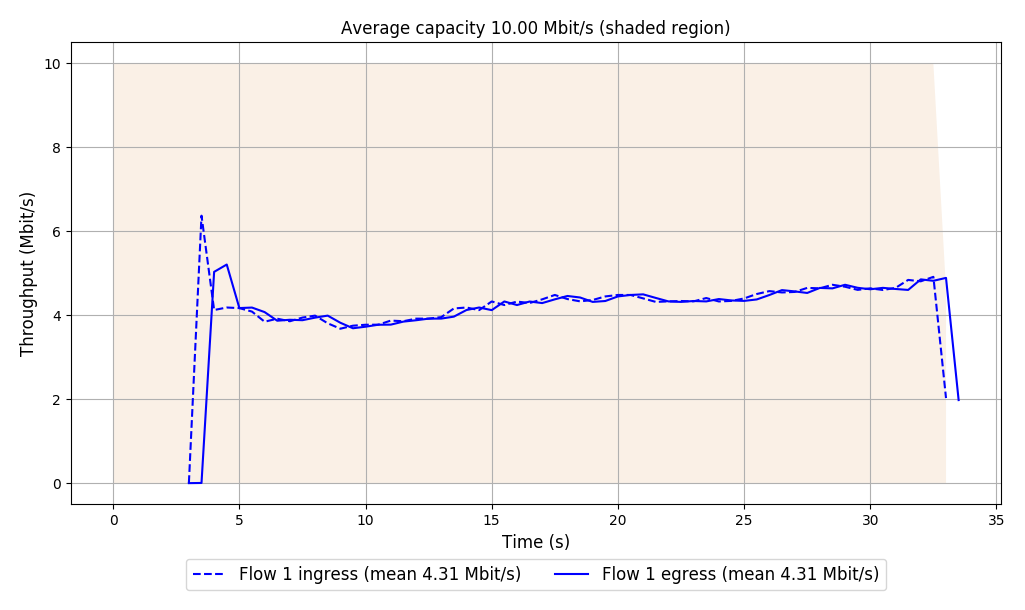 Average capacity 10.00 Mbit/s (shaded region)
10
8
6
4
2
0
Throughput (Mbit/s)
0 5 10 15 20 25 30 35
Time (s)
Flow 1 ingress (mean 4.31 Mbit/s) Flow 1 egress (mean 4.31 Mbit/s)